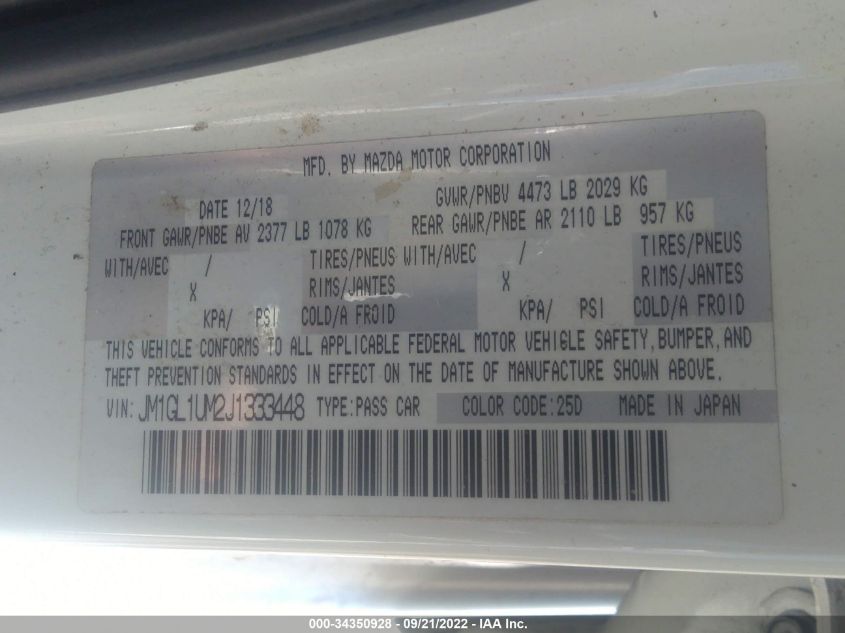 MFD. BY MAZDA MOTOR CORPORATION
DATE 12/18 GVWR/PNBV 4473 LB 2029 KG
FRONT GAWR/PNBE AV 2377 LB 1078 KG REAR GAWR/PNBE AR 2110 LB 957 KG
WITH/AVEC / TIRES/PNEUS WITH/AVEC / TIRES/PNEUS
X RIMS/JANTES X RIMS/JANTES
KPA/ PSI COLD/A FROID KPA/ PSI COLD/A FROID
THIS VEHICLE CONFORMS TO ALL APPLICABLE FEDERAL MOTOR VEHICLE SAFETY, BUMPER, AND
THEFT PREVENTION STANDARDS IN EFFECT ON THE DATE OF MANUFACTURE SHOWN ABOVE.
VIN: JM1GL1UM2J1333448 TYPE:PASS CAR COLOR CODE:25D MADE IN JAPAN
000-34350928 - 09/21/2022 - IAA Inc.